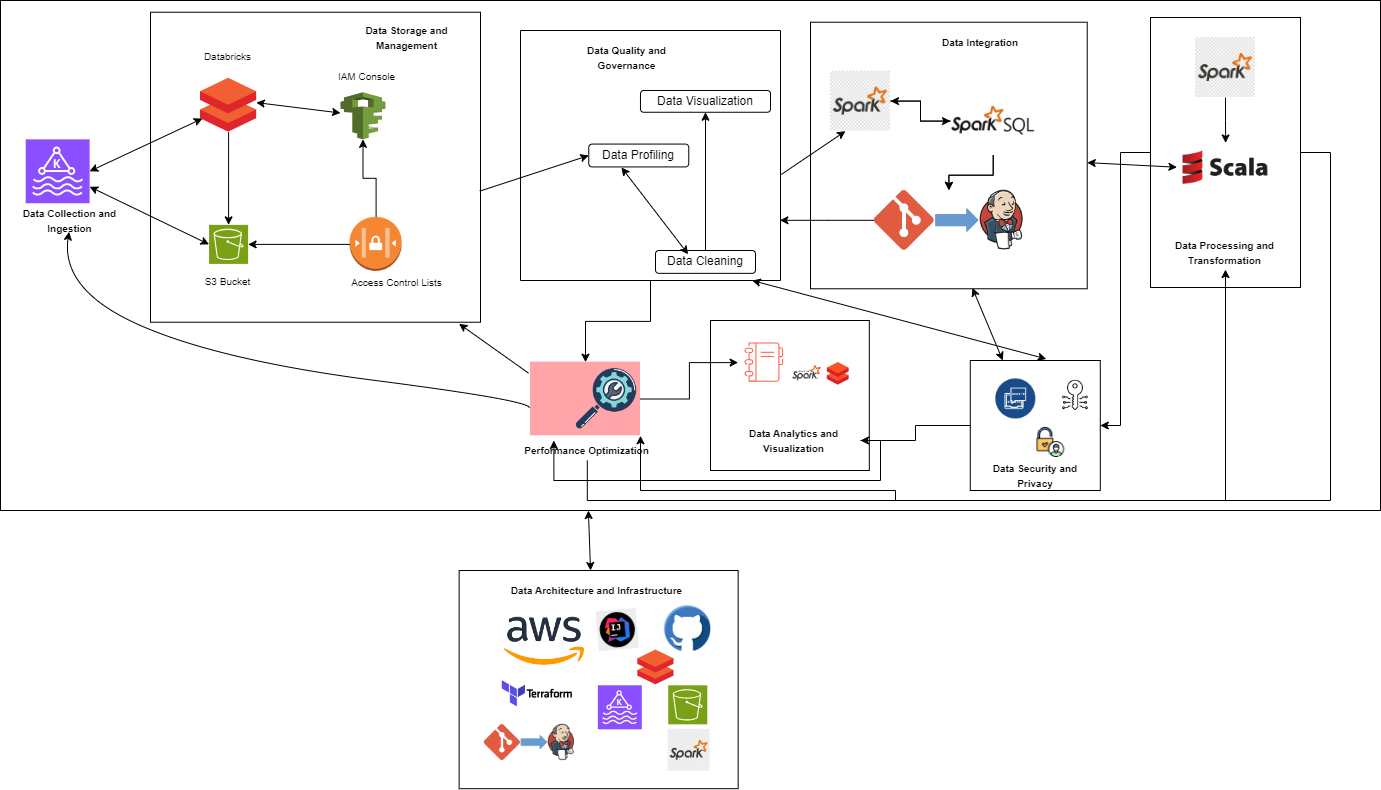 Data Storage and
Management
Databricks
IAM Console
K
Data Collection and
Ingestion
S3 Bucket
Access Control Lists
Data Quality and
Governance
Data Visualization
Data Profiling
Data Cleaning
Data Integration
Spark
Spark SQL
Spark
Scala
Data Processing and
Transformation
Performance Optimization
Spark
Data Analytics and
Visualization
Data Security and
Privacy
Data Architecture and Infrastructure
aws
IJ
Terraform
K
Spark